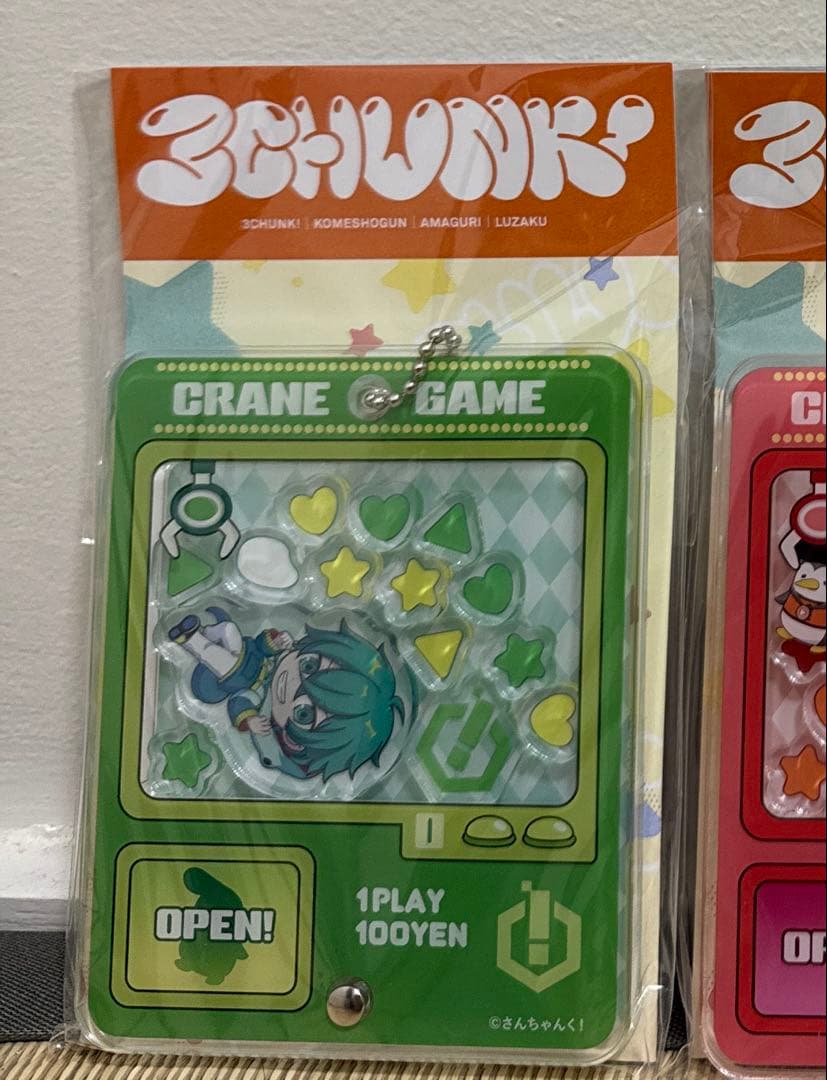 3CHUNK!
3CHUNK! | KOMESHOGUN | AMAGURI | LUZAKU
CRANE GAME
OPEN!
1PLAY
100YEN
©さんちゃんく!